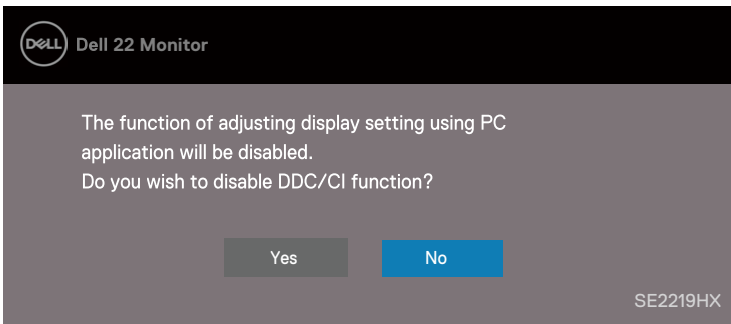 DELL Dell 22 Monitor
The function of adjusting display setting using PC
application will be disabled.
Do you wish to disable DDC/CI function?
Yes No
SE2219HX